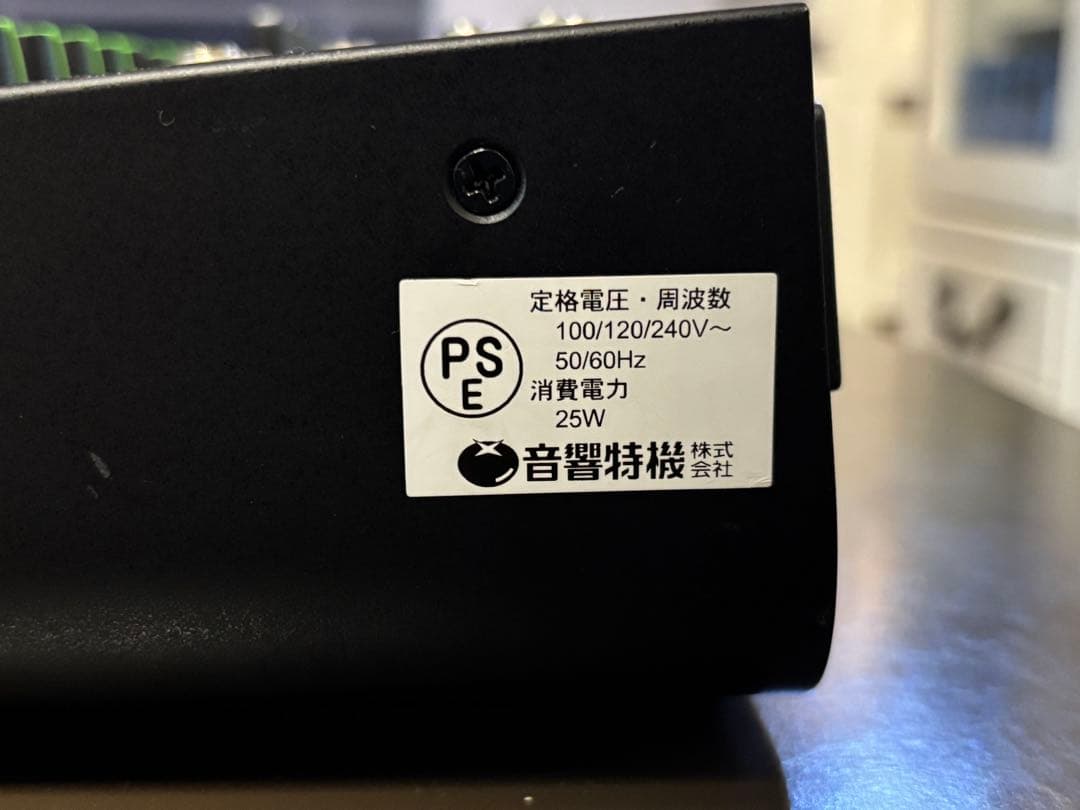 PS
E
定格電圧・周波数
100/120/240V～
50/60Hz
消費電力
25W
音響特機 株式会社